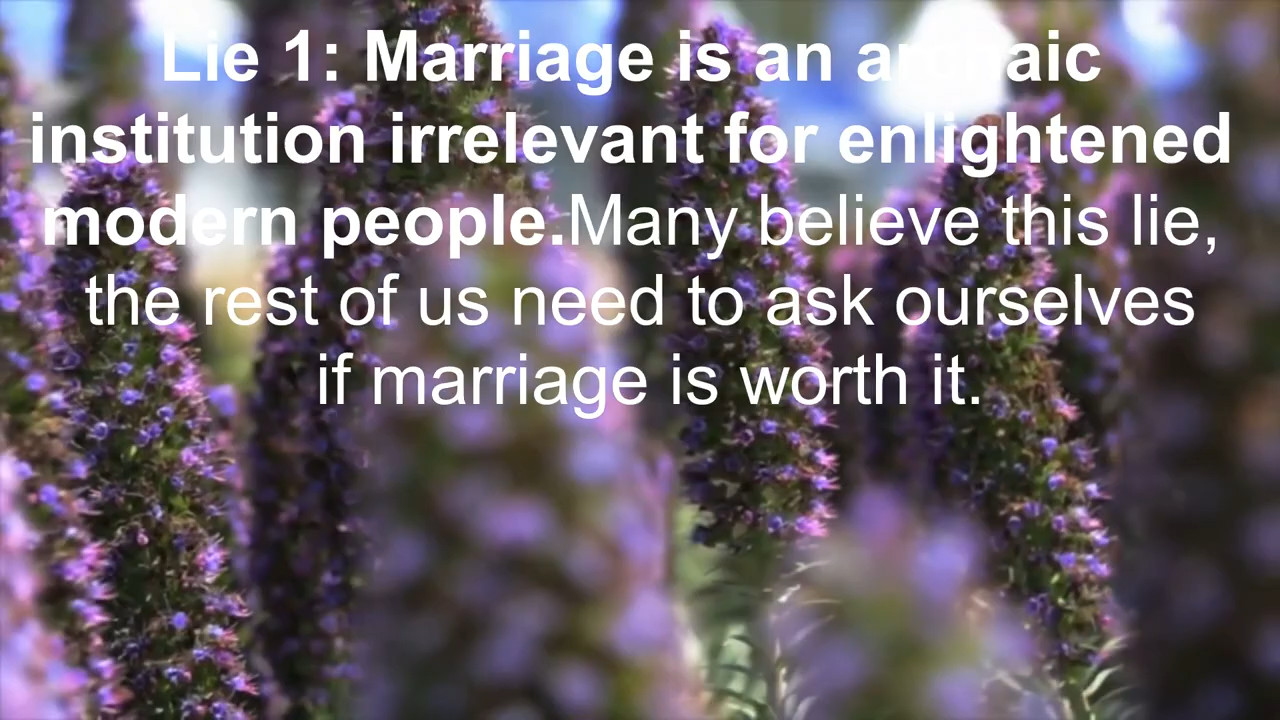 Lie 1: Marriage is an archaic
institution irrelevant for enlightened
modern people.Many believe this lie,
the rest of us need to ask ourselves
if marriage is worth it.